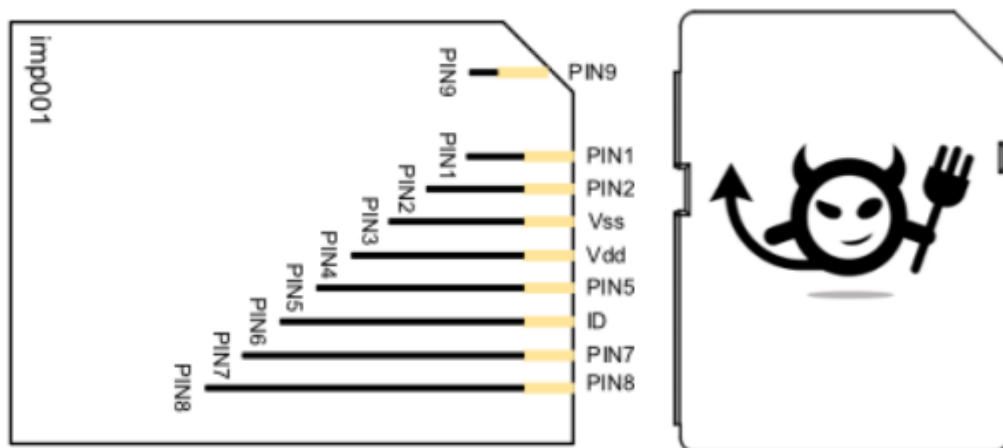 imp001
PIN9 PIN9
PIN1 PIN1
PIN2 PIN2
PIN3 Vss
PIN4 Vdd
PIN5 PIN5
PIN6 ID
PIN7 PIN7
PIN8 PIN8